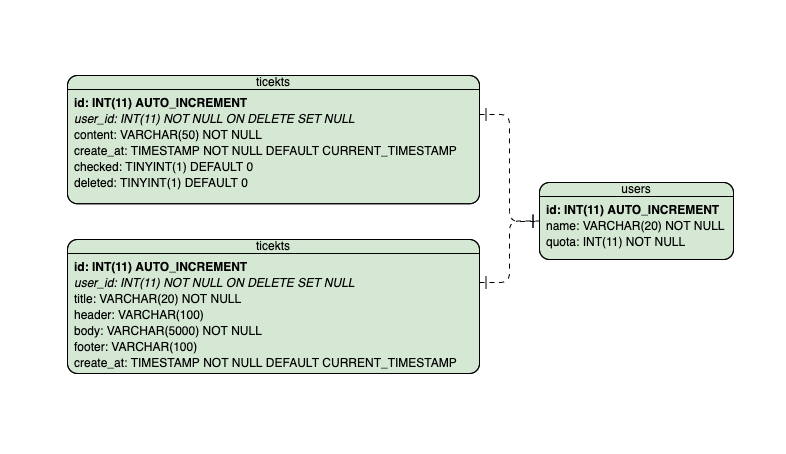 ticekts
id: INT(11) AUTO_INCREMENT
user_id: INT(11) NOT NULL ON DELETE SET NULL
content: VARCHAR(50) NOT NULL
create_at: TIMESTAMP NOT NULL DEFAULT CURRENT_TIMESTAMP
checked: TINYINT(1) DEFAULT 0
deleted: TINYINT(1) DEFAULT 0
ticekts
id: INT(11) AUTO_INCREMENT
user_id: INT(11) NOT NULL ON DELETE SET NULL
title: VARCHAR(20) NOT NULL
header: VARCHAR(100)
body: VARCHAR(5000) NOT NULL
footer: VARCHAR(100)
create_at: TIMESTAMP NOT NULL DEFAULT CURRENT_TIMESTAMP
users
id: INT(11) AUTO_INCREMENT
name: VARCHAR(20) NOT NULL
quota: INT(11) NOT NULL